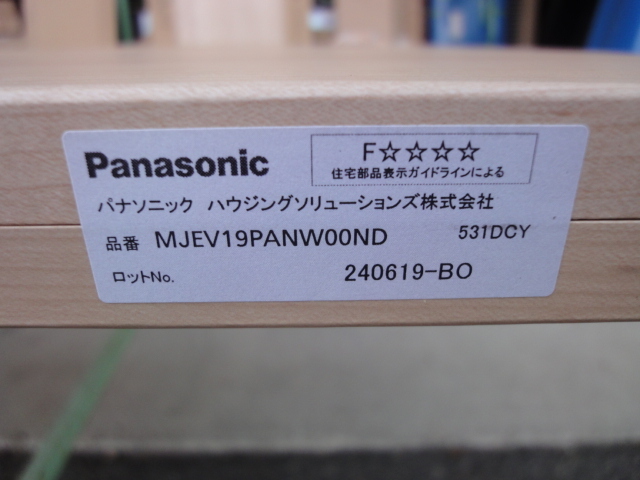 Panasonic
F☆☆☆☆
住宅部品表示ガイドラインによる
パナソニック ハウジングソリューションズ株式会社
品番 MJEV19PANW00ND 531DCY
ロットNo. 240619-BO